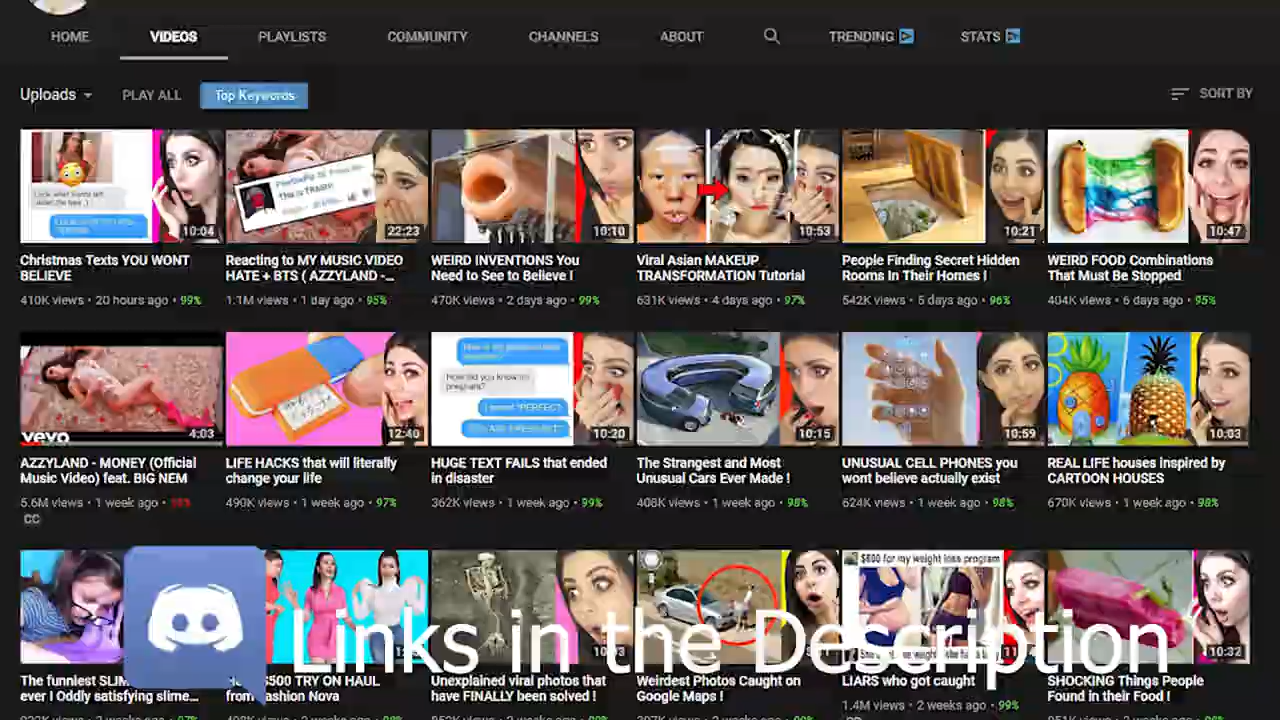 HOME VIDEOS PLAYLISTS COMMUNITY CHANNELS ABOUT TRENDING STATS
Uploads PLAY ALL Top Keywords SORT BY
10:04 22:23 10:10 10:53 10:21 10:47
Christmas Texts YOU WONT
BELIEVE
410K views • 20 hours ago • 99%
Reacting to MY MUSIC VIDEO
HATE + BTS ( AZZYLAND -...
1.1M views • 1 day ago • 95%
WEIRD INVENTIONS You
Need to See to Believe !
470K views • 2 days ago • 99%
Viral Asian MAKEUP
TRANSFORMATION Tutorial
631K views • 4 days ago • 97%
People Finding Secret Hidden
Rooms In Their Homes !
542K views • 5 days ago • 96%
WEIRD FOOD Combinations
That Must Be Stopped
404K views • 6 days ago • 95%
vevo 4:03 12:40 10:20 10:15 10:59 10:03
AZZYLAND - MONEY (Official
Music Video) feat. BIG NEM
5.6M views • 1 week ago •
CC
LIFE HACKS that will literally
change your life
490K views • 1 week ago • 97%
HUGE TEXT FAILS that ended
in disaster
362K views • 1 week ago • 99%
The Strangest and Most
Unusual Cars Ever Made !
408K views • 1 week ago • 98%
UNUSUAL CELL PHONES you
wont believe actually exist
624K views • 1 week ago • 98%
REAL LIFE houses inspired by
CARTOON HOUSES
670K views • 1 week ago • 98%
$600 for my weight loss program
10:32
Links in the Description
The funniest
ever ! Oddly satisfying slime...
$500 TRY ON HAUL
from Fashion Nova
Unexplained viral photos that
have FINALLY been solved !
Weirdest Photos Caught on
Google Maps !
LIARS who got caught
1.4M views • 2 weeks ago • 99%
SHOCKING Things People
Found in their Food !